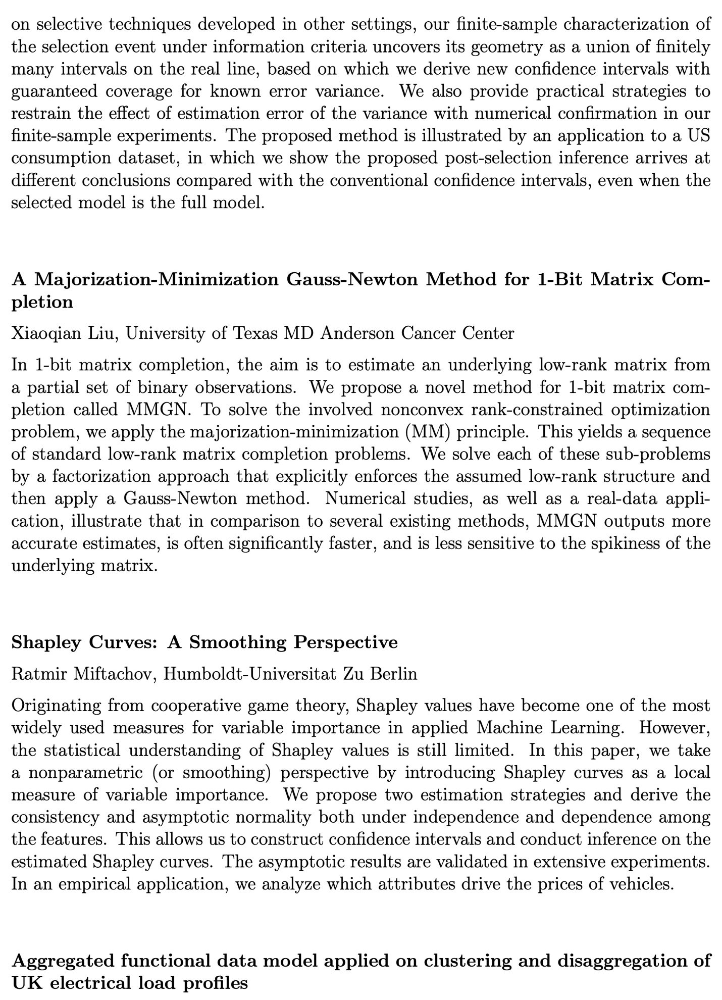 on selective techniques developed in other settings, our finite-sample characterization of
the selection event under information criteria uncovers its geometry as a union of finitely
many intervals on the real line, based on which we derive new confidence intervals with
guaranteed coverage for known error variance. We also provide practical strategies to
restrain the effect of estimation error of the variance with numerical confirmation in our
finite-sample experiments. The proposed method is illustrated by an application to a US
consumption dataset, in which we show the proposed post-selection inference arrives at
different conclusions compared with the conventional confidence intervals, even when the
selected model is the full model.
A Majorization-Minimization Gauss-Newton Method for 1-Bit Matrix Com-
pletion
Xiaoqian Liu, University of Texas MD Anderson Cancer Center
In 1-bit matrix completion, the aim is to estimate an underlying low-rank matrix from
a partial set of binary observations. We propose a novel method for 1-bit matrix com-
pletion called MMGN. To solve the involved nonconvex rank-constrained optimization
problem, we apply the majorization-minimization (MM) principle. This yields a sequence
of standard low-rank matrix completion problems. We solve each of these sub-problems
by a factorization approach that explicitly enforces the assumed low-rank structure and
then apply a Gauss-Newton method. Numerical studies, as well as a real-data appli-
cation, illustrate that in comparison to several existing methods, MMGN outputs more
accurate estimates, is often significantly faster, and is less sensitive to the spikiness of the
underlying matrix.
Shapley Curves: A Smoothing Perspective
Ratmir Miftachov, Humboldt-Universitat Zu Berlin
Originating from cooperative game theory, Shapley values have become one of the most
widely used measures for variable importance in applied Machine Learning. However,
the statistical understanding of Shapley values is still limited. In this paper, we take
a nonparametric (or smoothing) perspective by introducing Shapley curves as a local
measure of variable importance. We propose two estimation strategies and derive the
consistency and asymptotic normality both under independence and dependence among
the features. This allows us to construct confidence intervals and conduct inference on the
estimated Shapley curves. The asymptotic results are validated in extensive experiments.
In an empirical application, we analyze which attributes drive the prices of vehicles.
Aggregated functional data model applied on clustering and disaggregation of
UK electrical load profiles